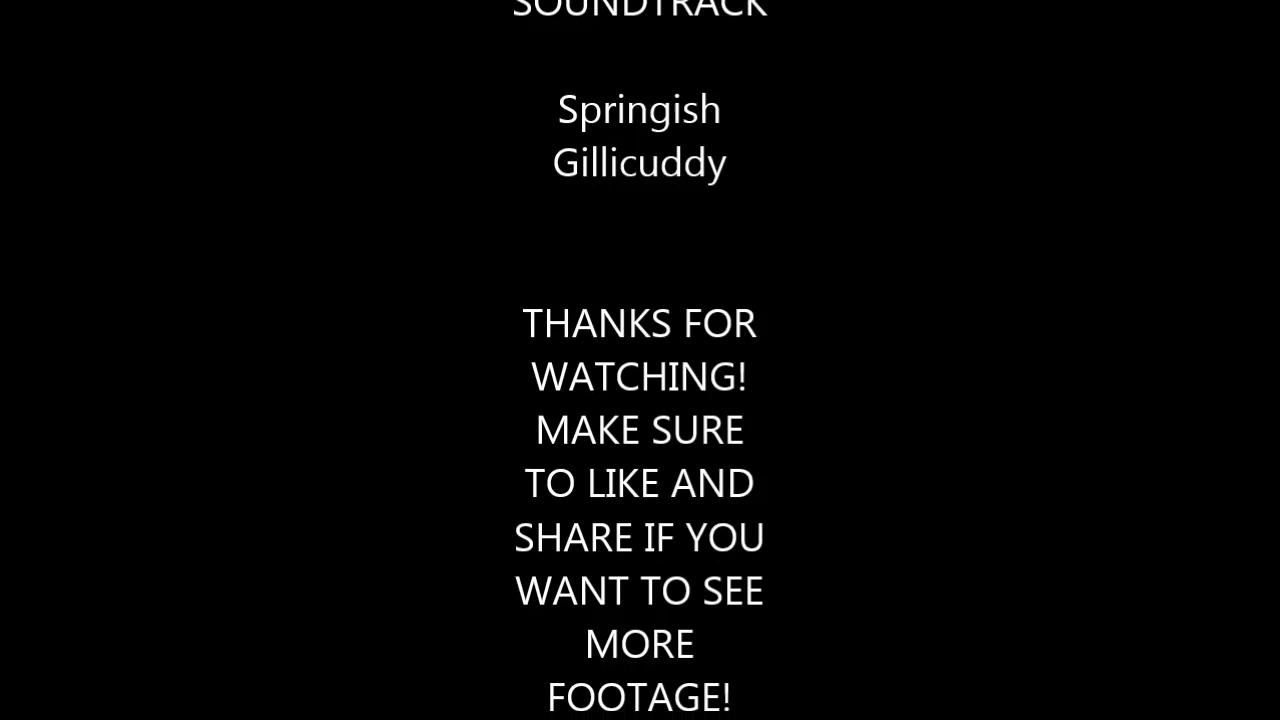 SOUNDTRACK
Springish
Gillicuddy
THANKS FOR
WATCHING!
MAKE SURE
TO LIKE AND
SHARE IF YOU
WANT TO SEE
MORE
FOOTAGE!